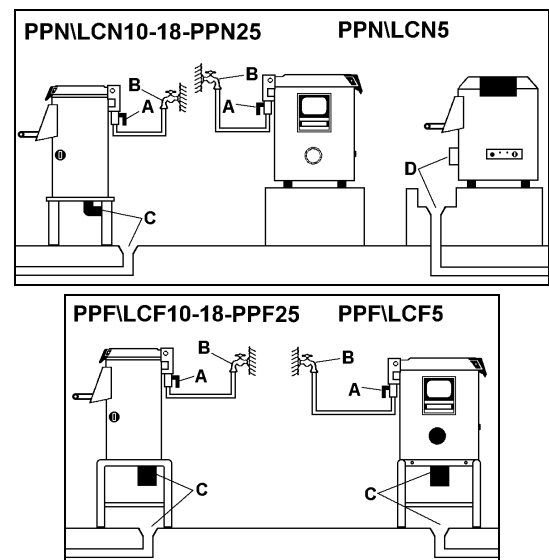 PPN\LCN10-18-PPN25 PPN\LCN5
B B
A A
D
C
PPF\LCF10-18-PPF25 PPF\LCF5
B B
A A
C C